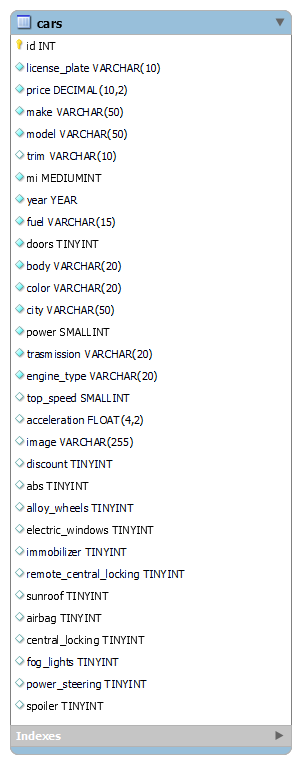 cars
id INT
license_plate VARCHAR(10)
price DECIMAL(10,2)
make VARCHAR(50)
model VARCHAR(50)
trim VARCHAR(10)
mi MEDIUMINT
year YEAR
fuel VARCHAR(15)
doors TINYINT
body VARCHAR(20)
color VARCHAR(20)
city VARCHAR(50)
power SMALLINT
trasmission VARCHAR(20)
engine_type VARCHAR(20)
top_speed SMALLINT
acceleration FLOAT(4,2)
image VARCHAR(255)
discount TINYINT
abs TINYINT
alloy_wheels TINYINT
electric_windows TINYINT
immobilizer TINYINT
remote_central_locking TINYINT
sunroof TINYINT
airbag TINYINT
central_locking TINYINT
fog_lights TINYINT
power_steering TINYINT
spoiler TINYINT
Indexes